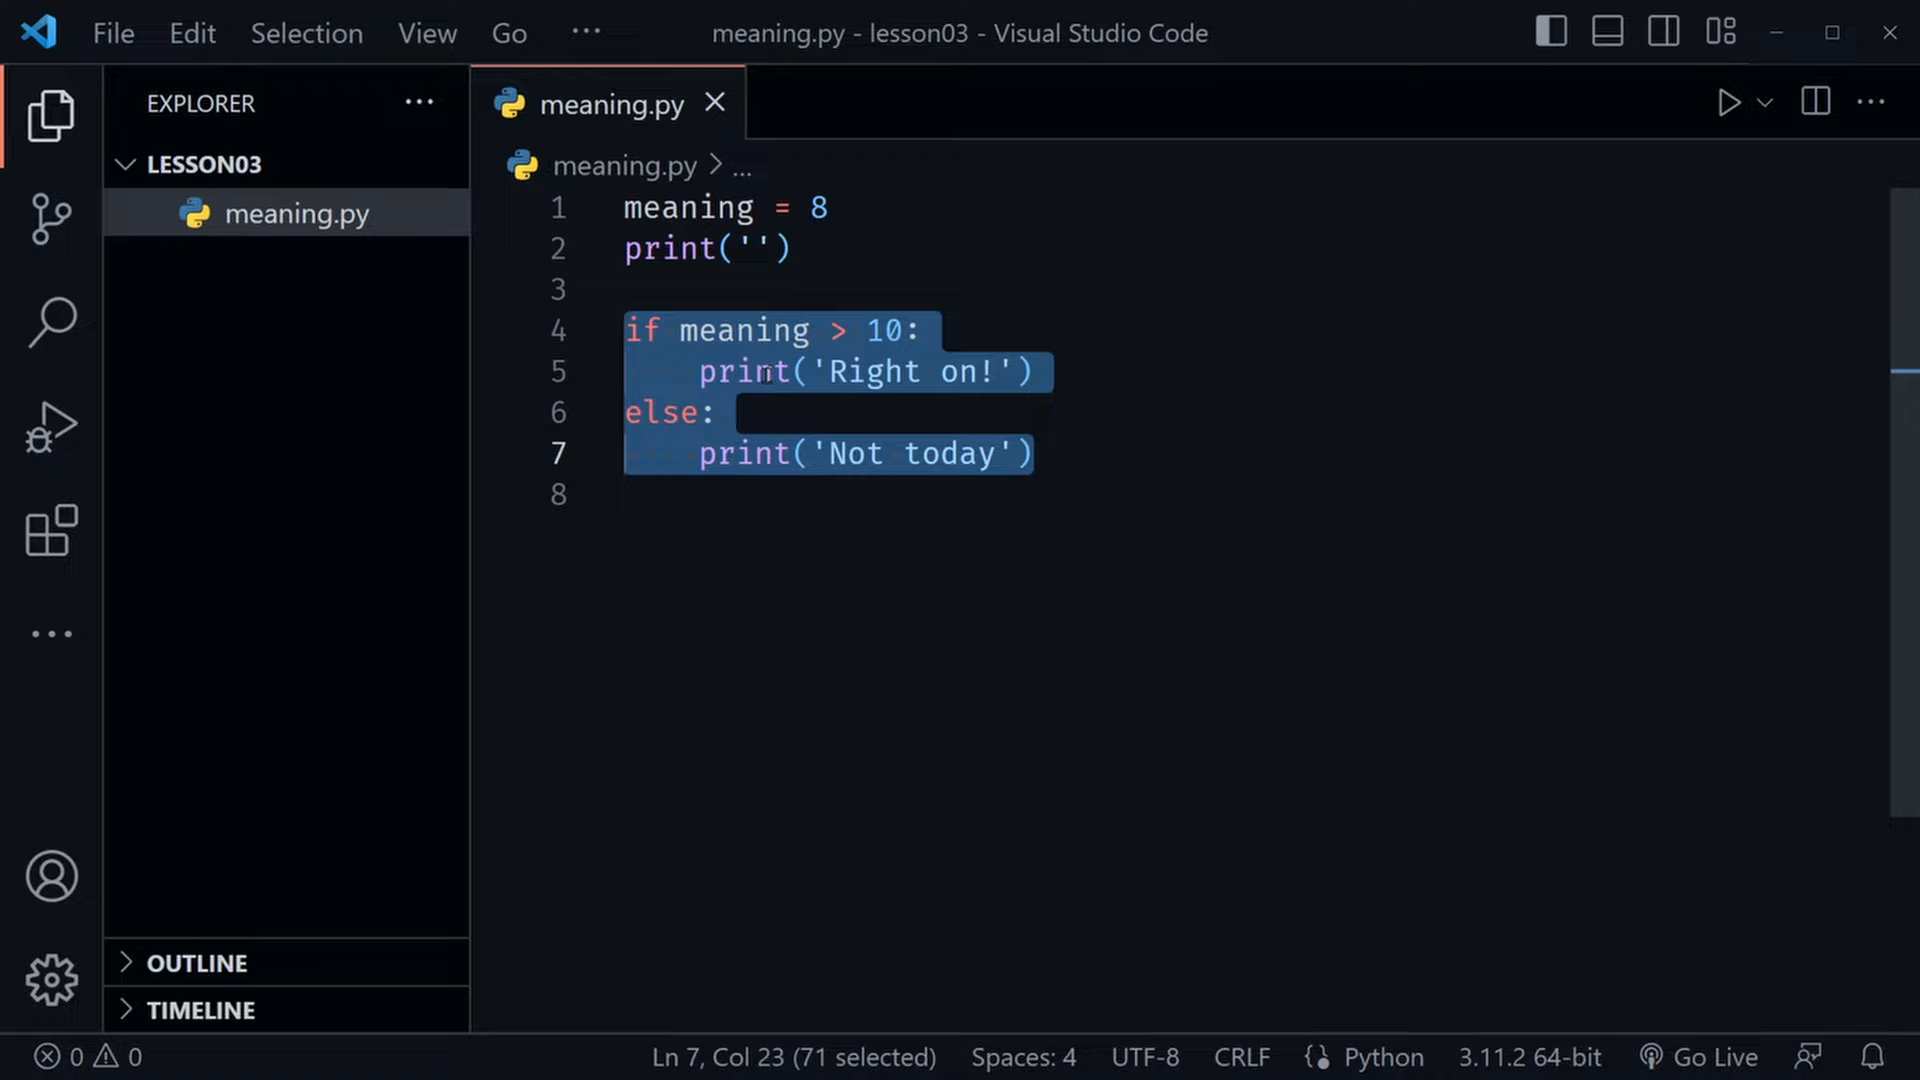 File Edit Selection View Go ··· meaning.py - lesson03 - Visual Studio Code
EXPLORER ···
LESSON03
meaning.py
OUTLINE
TIMELINE
meaning.py
meaning.py > ...
1 meaning = 8
2 print('')
3
4 if meaning > 10:
5     print('Right on!')
6 else:
7     print('Not today')
8
0 0 Ln 7, Col 23 (71 selected) Spaces: 4 UTF-8 CRLF Python 3.11.2 64-bit Go Live